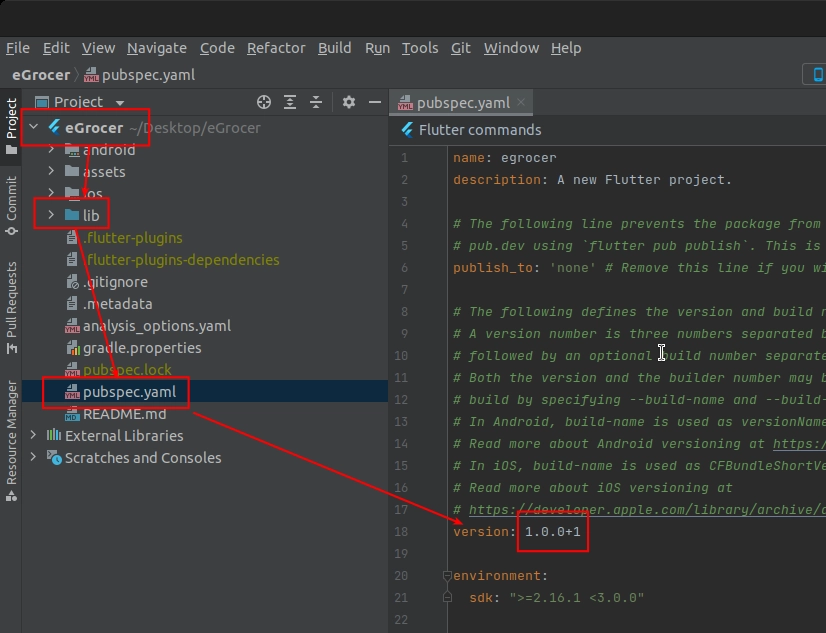 File Edit View Navigate Code Refactor Build Run Tools Git Window Help
eGrocer pubspec.yaml
Project
Commit
Pull Requests
Resource Manager
Project
eGrocer ~/Desktop/eGrocer
android
assets
ios
lib
.flutter-plugins
.flutter-plugins-dependencies
.gitignore
.metadata
analysis_options.yaml
gradle.properties
pubspec.lock
pubspec.yaml
README.md
External Libraries
Scratches and Consoles
pubspec.yaml
Flutter commands
1 name: egrocer
2 description: A new Flutter project.
3
4 # The following line prevents the package from
5 # pub.dev using `flutter pub publish`. This is
6 publish_to: 'none' # Remove this line if you wi
7
8 # The following defines the version and build n
9 # A version number is three numbers separated b
10 # followed by an optional build number separate
11 # Both the version and the builder number may b
12 # build by specifying --build-name and --build-
13 # In Android, build-name is used as versionName
14 # Read more about Android versioning at https:/
15 # In iOS, build-name is used as CFBundleShortVe
16 # Read more about iOS versioning at
17 # https://developer.apple.com/library/archive/d
18 version: 1.0.0+1
19
20 environment:
21 sdk: ">=2.16.1 <3.0.0"
22